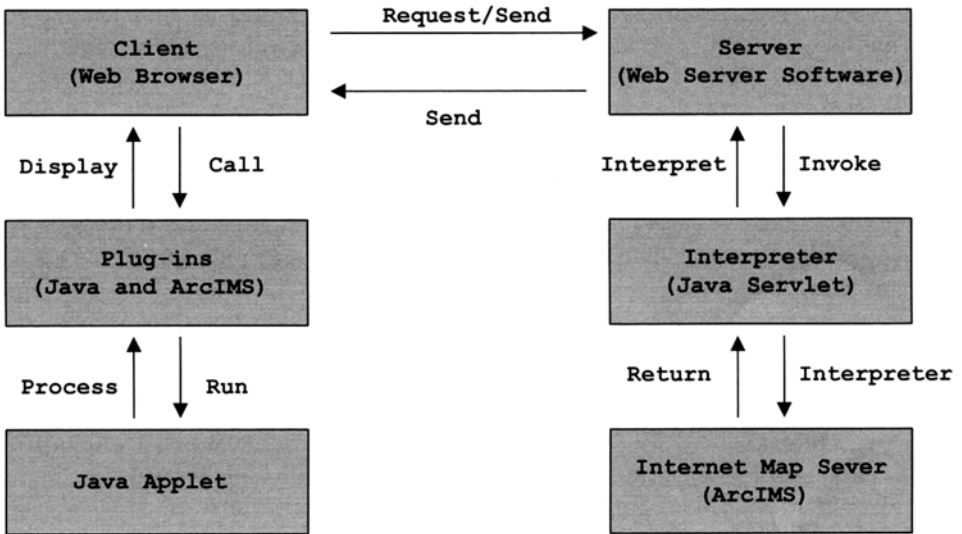 Request/Send
Client
(Web Browser)
Server
(Web Server Software)
Send
Display
Call
Interpret
Invoke
Plug-ins
(Java and ArcIMS)
Interpreter
(Java Servlet)
Process
Run
Return
Interpreter
Java Applet
Internet Map Sever
(ArcIMS)